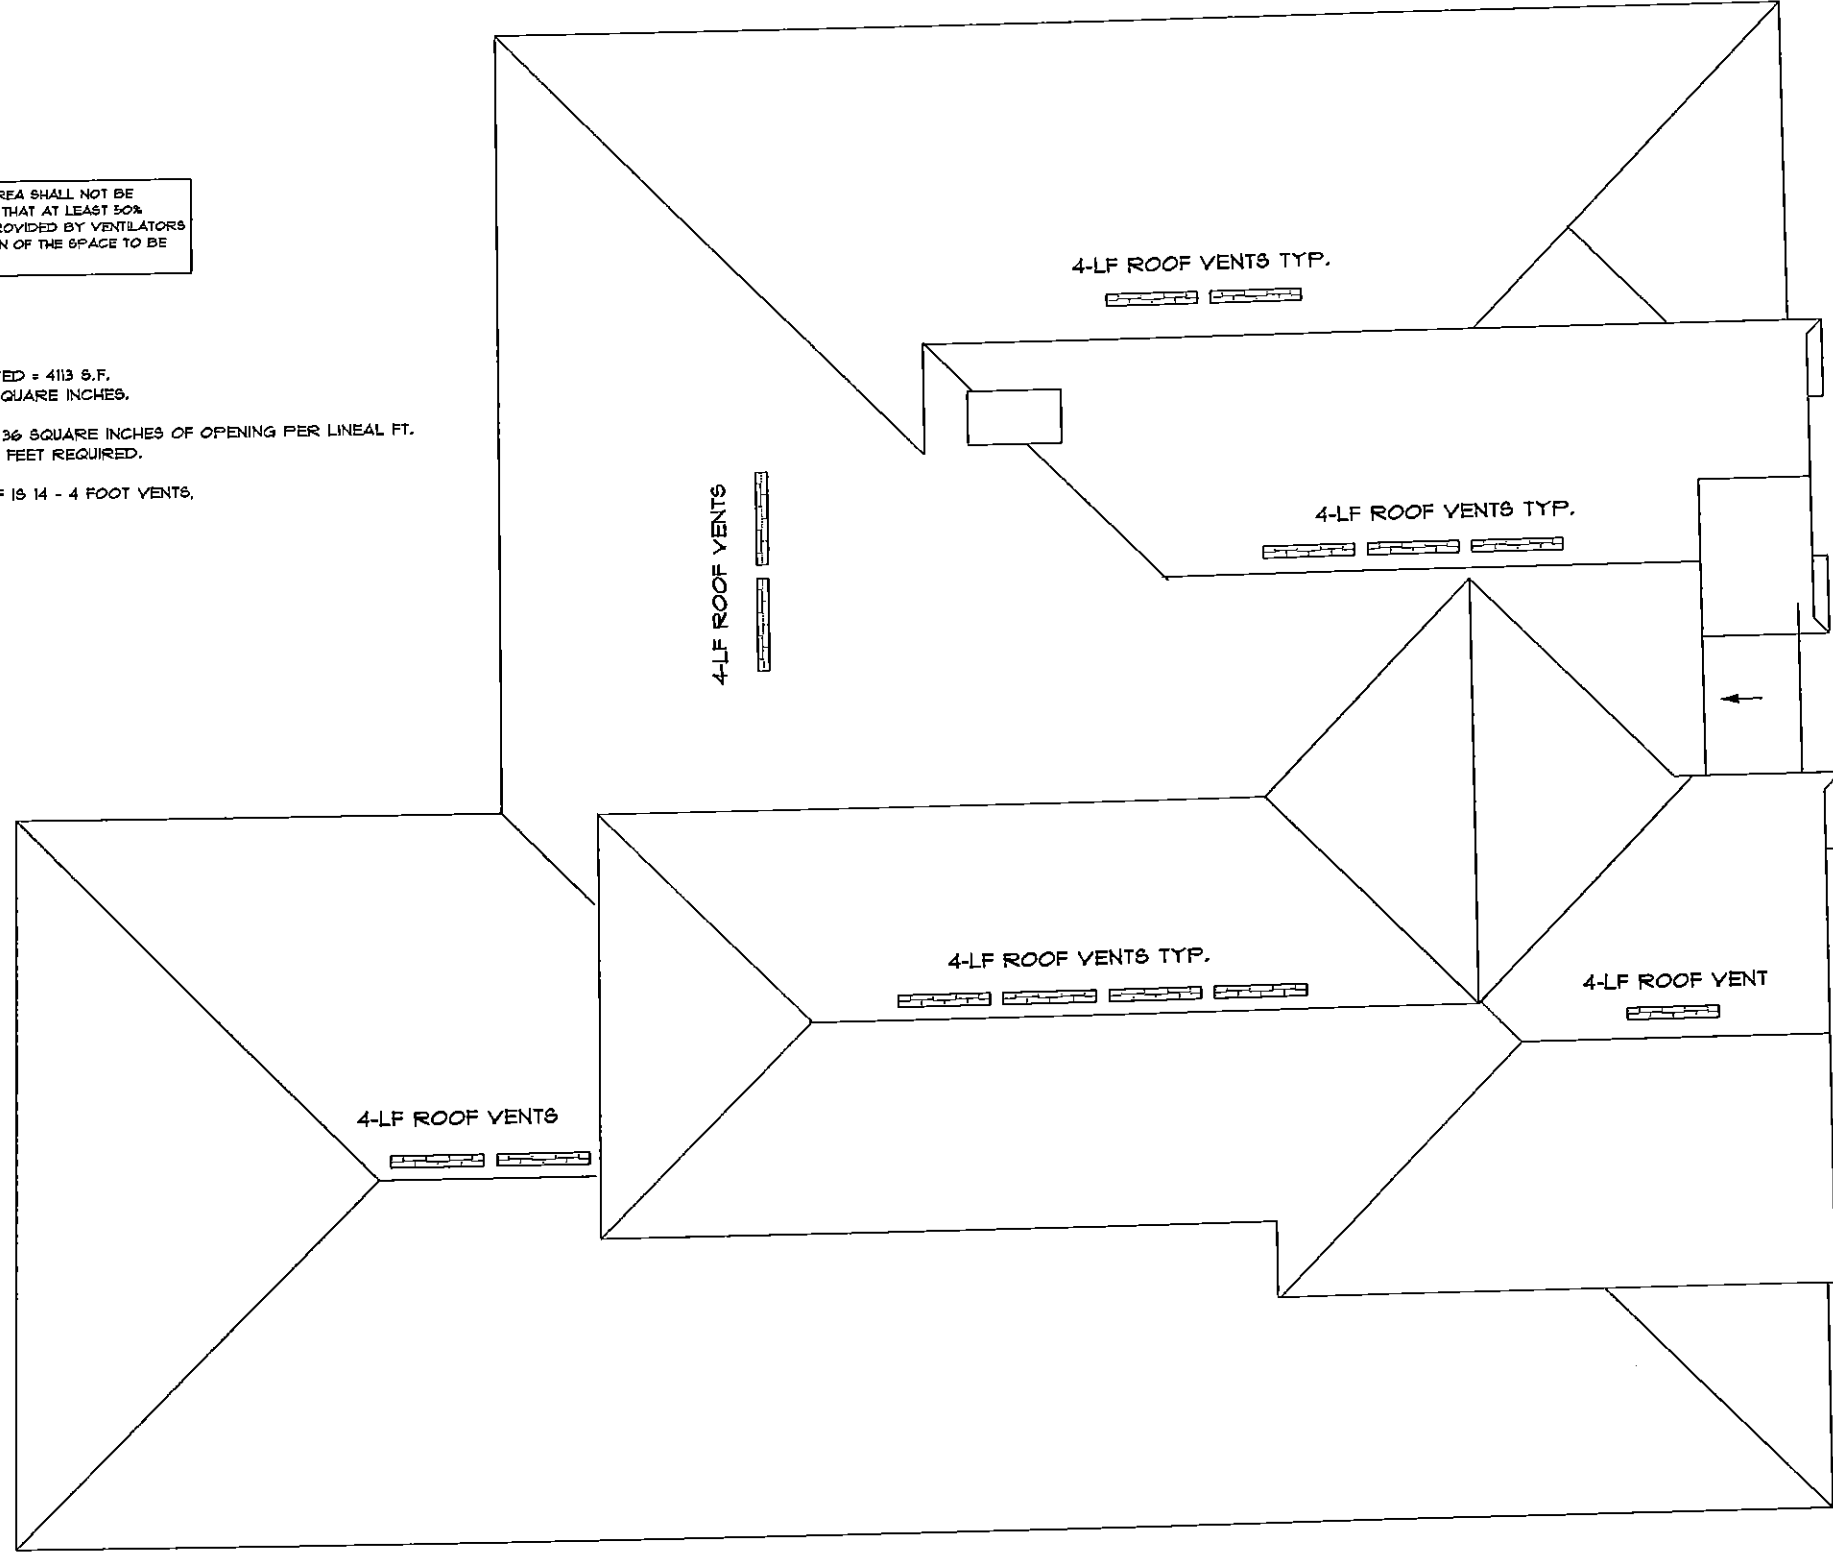 REA SHALL NOT BE
THAT AT LEAST 50%
ROVIDED BY VENTILATORS
N OF THE SPACE TO BE
TED = 4113 S.F.
QUARE INCHES.
36 SQUARE INCHES OF OPENING PER LINEAL FT.
FEET REQUIRED.
F IS 14 - 4 FOOT VENTS.
4-LF ROOF VENTS TYP.
4-LF ROOF VENTS
4-LF ROOF VENTS TYP.
4-LF ROOF VENTS TYP.
4-LF ROOF VENT
4-LF ROOF VENTS